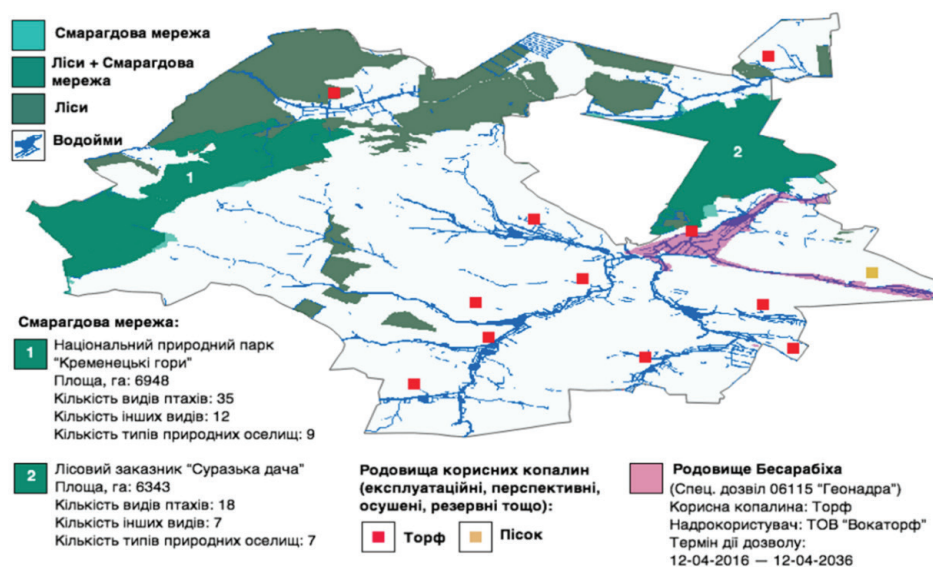 Смарагдова мережа
Ліси + Смарагдова
мережа
Ліси
Водойми
1
2
Смарагдова мережа:
1
Національний природний парк
"Кременецькі гори"
Площа, га: 6948
Кількість видів птахів: 35
Кількість інших видів: 12
Кількість типів природних оселищ: 9
2
Лісовий заказник "Суразька дача"
Площа, га: 6343
Кількість видів птахів: 18
Кількість інших видів: 7
Кількість типів природних оселищ: 7
Родовища корисних копалин
(експлуатаційні, перспективні,
осушені, резервні тощо):
Торф
Пісок
Родовище Бесарабіха
(Спец. дозвіл 06115 "Геонадра")
Корисна копалина: Торф
Надрокористувач: ТОВ "Вокаторф"
Термін дії дозволу:
12-04-2016 — 12-04-2036